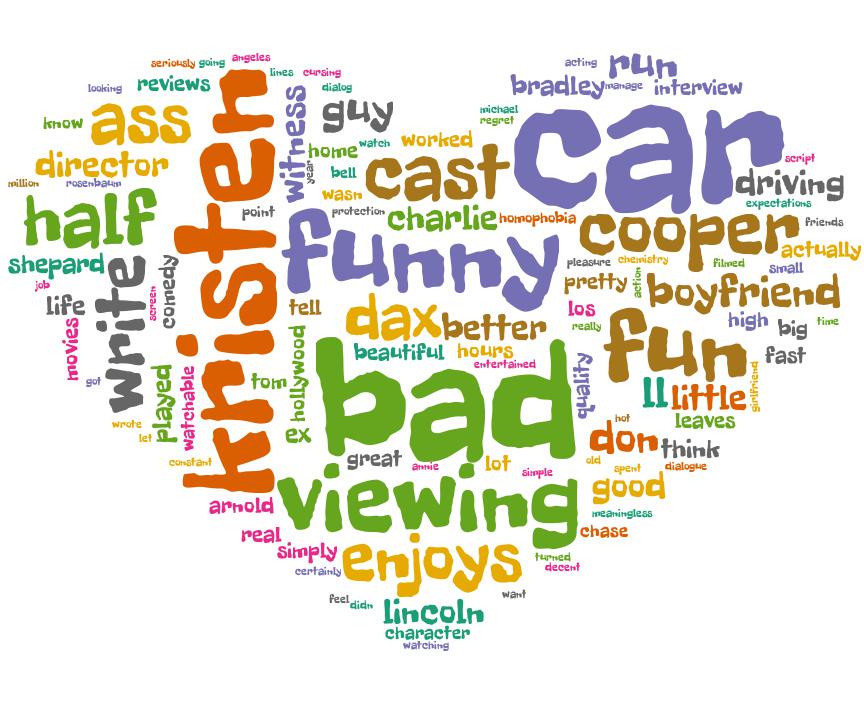 seriously going angeles
looking reviews lines cursing
dialog
acting run
bradley manage interview
know ass
kristen
witness
guy
michael
regret
car
director
million rosenbaum
home watch
year
bell
wasn
worked
cast
script
driving
expectations
half
point
protection
charlie homophobia
cooper
friends
actually
shepard
job
write
screen
comedy
funny
pleasure chemistry filmed
small
pretty
action
boyfriend
life
movies
got
tell
dax better
los
really
high big time
fast
beautiful hours
entertained
fun
quality
played
watchable
tom
hollywood
ex
bad
ll little
girlfriend
leaves
wrote
let
hot
don think
constant
great
annie
lot
simple
old
spent
dialogue
viewing
good
arnold
meaningless
real
simply
chase
certainly
enjoys
turned
decent
feel didn
want
lincoln
character
watching